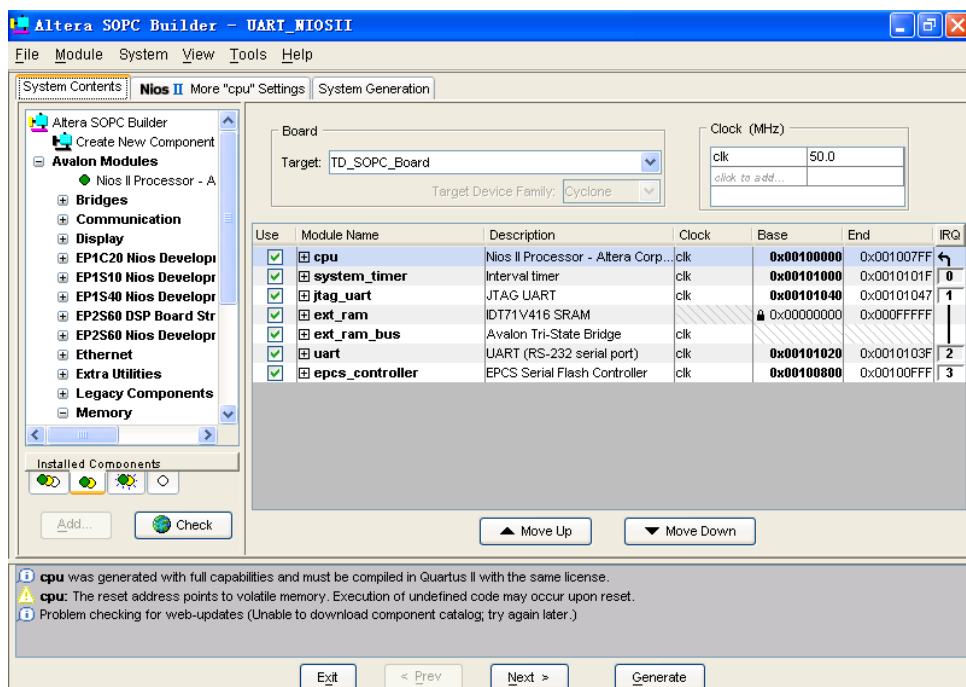 Altera SOPC Builder - UART_NIOSII
File Module System View Tools Help
System Contents Nios II More "cpu" Settings System Generation
Altera SOPC Builder
Create New Component
Avalon Modules
Nios II Processor - A
Bridges
Communication
Display
EP1C20 Nios Developr
EP1S10 Nios Developr
EP1S40 Nios Developr
EP2S60 DSP Board Str
EP2S60 Nios Developr
Ethernet
Extra Utilities
Legacy Components
Memory
Installed Components
Add... Check
Board
Target: TD_SOPC_Board
Target Device Family: Cyclone
Clock (MHz)
clk 50.0
click to add...
Use Module Name Description Clock Base End IRQ
cpu Nios II Processor - Altera Corp... clk 0x00100000 0x001007FF
system_timer Interval timer clk 0x00101000 0x0010101F 0
jtag_uart JTAG UART clk 0x00101040 0x00101047 1
ext_ram IDT71V416 SRAM 0x00000000 0x000FFFFF
ext_ram_bus Avalon Tri-State Bridge clk
uart UART (RS-232 serial port) clk 0x00101020 0x0010103F 2
epcs_controller EPCS Serial Flash Controller clk 0x00100800 0x00100FFF 3
Move Up Move Down
cpu was generated with full capabilities and must be compiled in Quartus II with the same license.
cpu: The reset address points to volatile memory. Execution of undefined code may occur upon reset.
Problem checking for web-updates (Unable to download component catalog; try again later.)
Exit < Prev Next > Generate